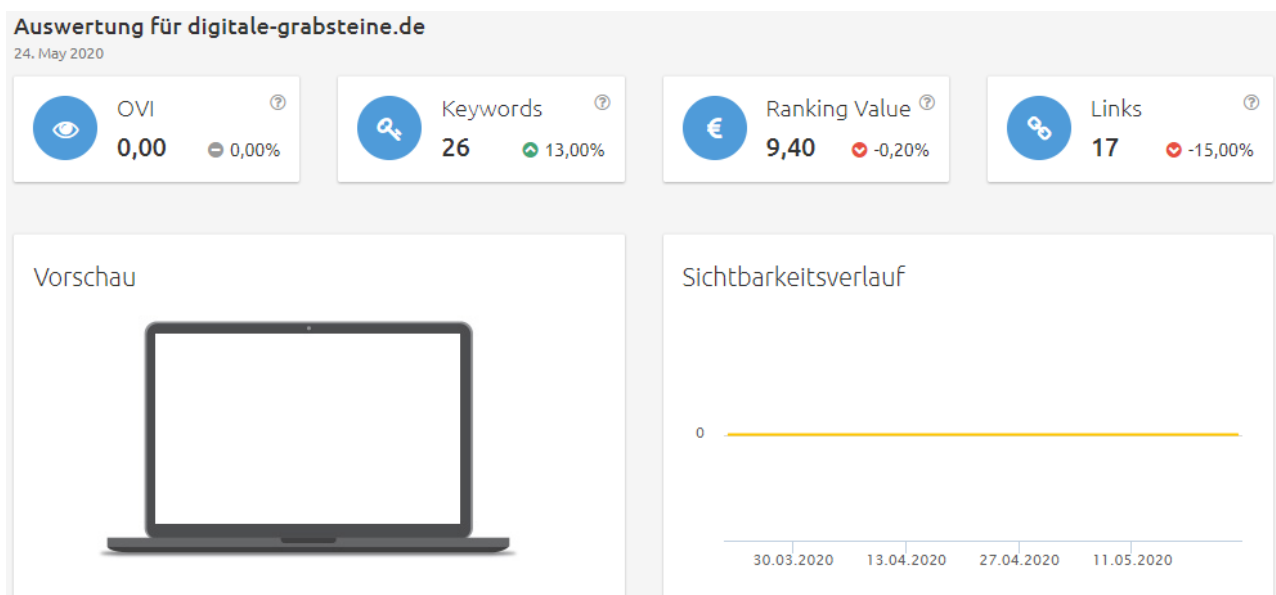 Auswertung für digitale-grabsteine.de
24. May 2020
OVI
0,00
0,00%
Keywords
26
13,00%
Ranking Value
€
9,40
-0,20%
Links
17
-15,00%
Vorschau
Sichtbarkeitsverlauf
0
30.03.2020 13.04.2020 27.04.2020 11.05.2020